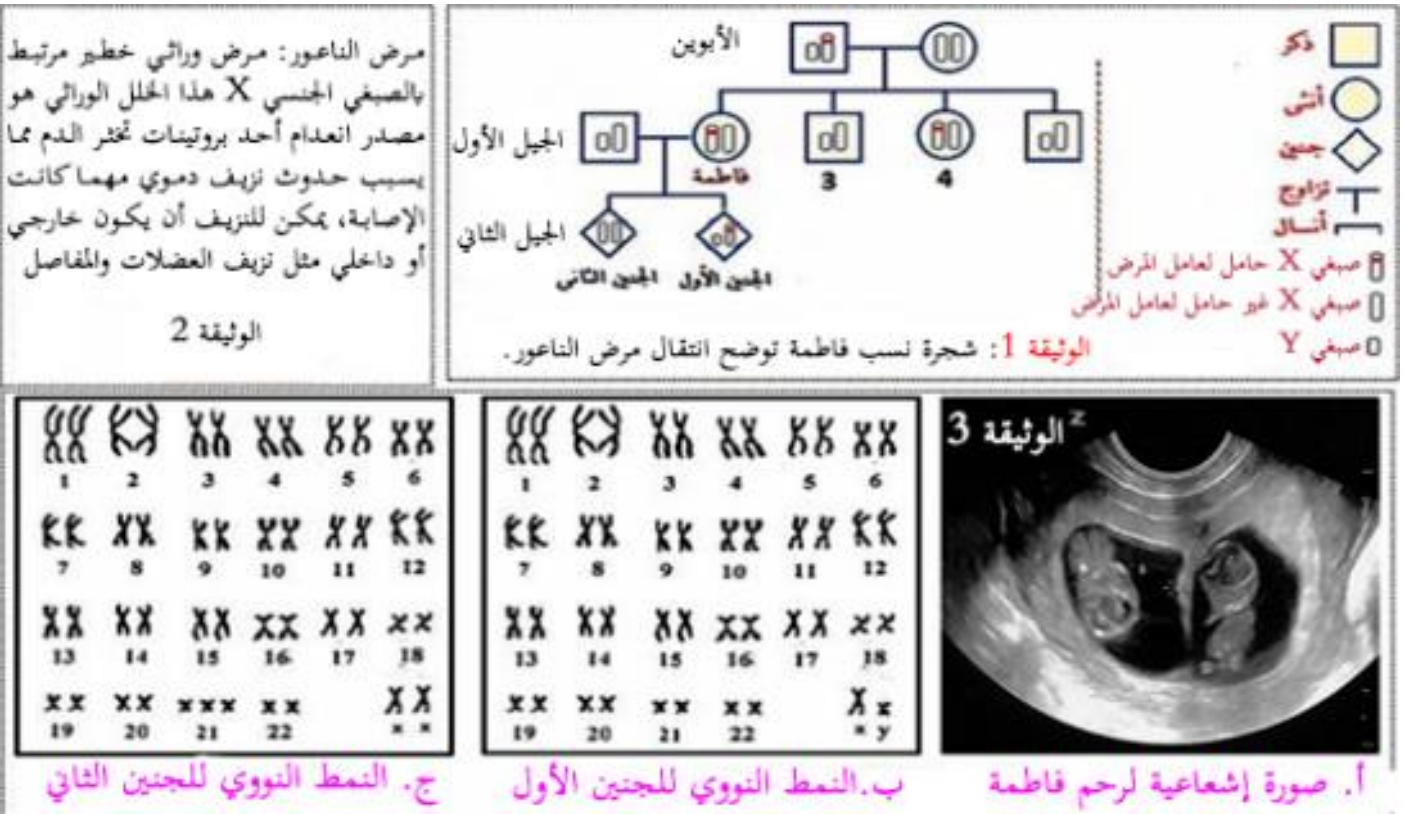 ذكر
أنثى
جنين
تزاوج
أنسال
صبغي X حامل لعامل المرض
صبغي X غير حامل لعامل المرض
صبغي Y
الأبوين
الجيل الأول
فاطمة
3
4
الجيل الثاني
الجنين الأول
الجنين الثاني
الوثيقة 1: شجرة نسب فاطمة توضح انتقال مرض الناعور.
مرض الناعور: مرض وراثي خطير مرتبط
بالصبغي الجنسي X هذا الخلل الوراثي هو
مصدر انعدام أحد بروتينات تخثر الدم مما
يسبب حدوث نزيف دموي مهما كانت
الإصابة، يمكن للنزيف أن يكون خارجي
أو داخلي مثل نزيف العضلات والمفاصل
الوثيقة 2
الوثيقة 3
z
أ. صورة إشعاعية لرحم فاطمة
1 2 3 4 5 6
7 8 9 10 11 12
13 14 15 16 17 18
19 20 21 22 x y
ب.النمط النووي للجنين الأول
1 2 3 4 5 6
7 8 9 10 11 12
13 14 15 16 17 18
19 20 21 22 x x
ج. النمط النووي للجنين الثاني